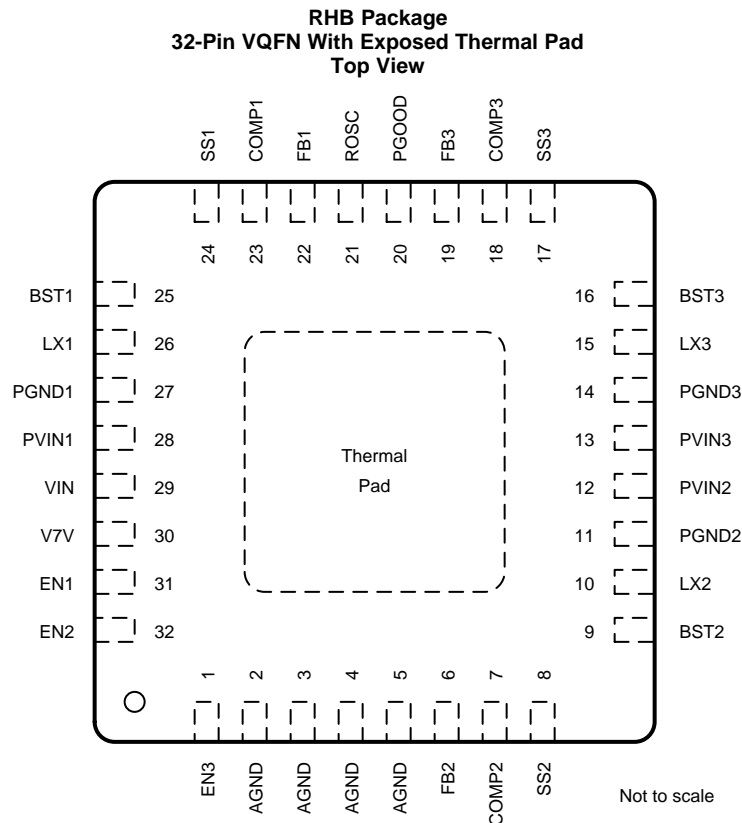 RHB Package
32-Pin VQFN With Exposed Thermal Pad
Top View
SS1
COMP1
FB1
ROSC
PGOOD
FB3
COMP3
SS3
24
23
22
21
20
19
18
17
BST1 25
LX1 26
PGND1 27
PVIN1 28
VIN 29
V7V 30
EN1 31
EN2 32
Thermal
Pad
16 BST3
15 LX3
14 PGND3
13 PVIN3
12 PVIN2
11 PGND2
10 LX2
9 BST2
1
2
3
4
5
6
7
8
EN3
AGND
AGND
AGND
AGND
FB2
COMP2
SS2
Not to scale